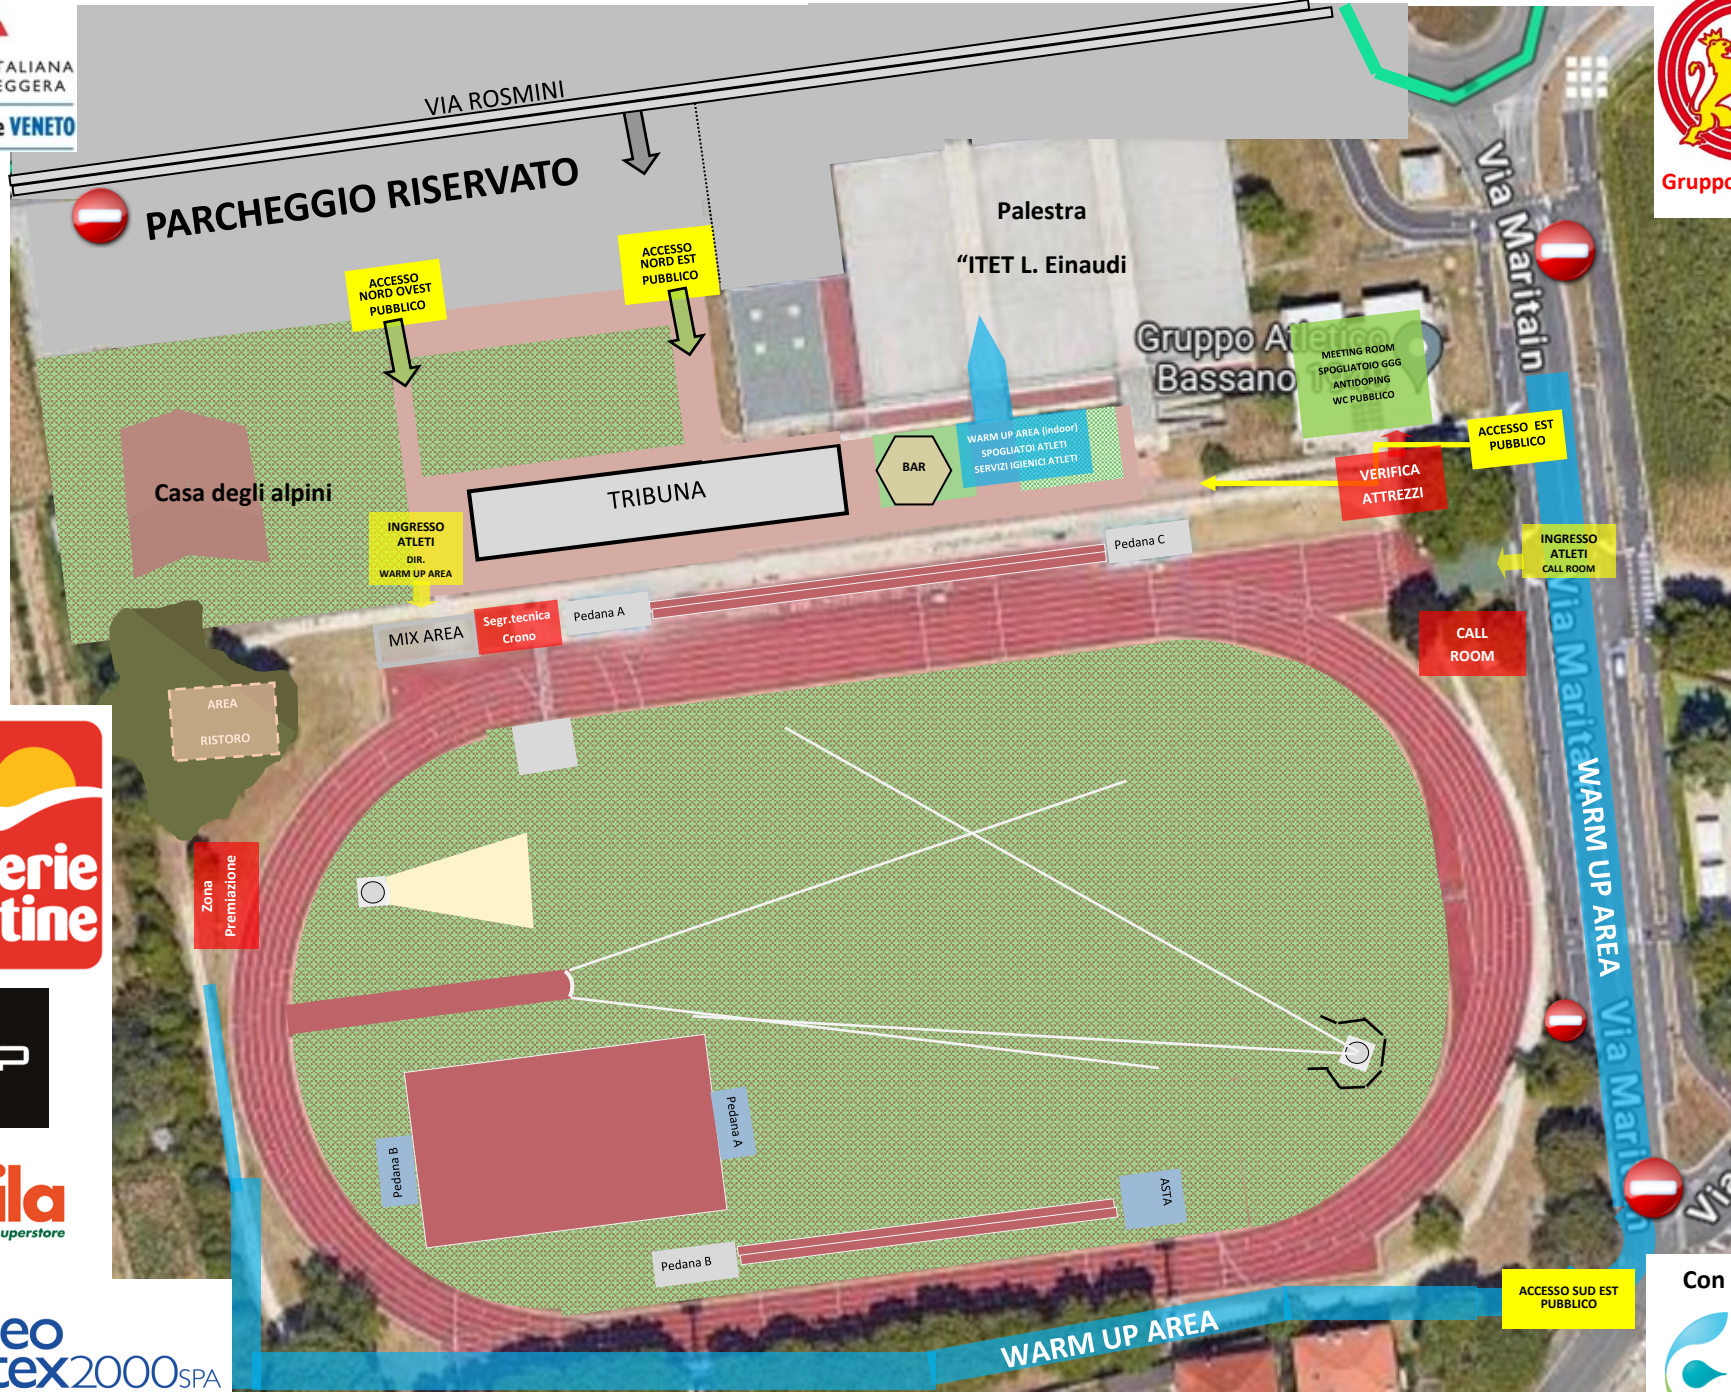 TALIANA
EGGERA
e VENETO
VIA ROSMINI
PARCHEGGIO RISERVATO
ACCESSO
NORD OVEST
PUBBLICO
ACCESSO
NORD EST
PUBBLICO
Palestra
“ITET L. Einaudi
Via Maritain
Gruppo
Gruppo Atletico
Bassano
MEETING ROOM
SPOGLIATOIO GGG
ANTIDOPING
WC PUBBLICO
ACCESSO EST
PUBBLICO
VERIFICA
ATTREZZI
WARM UP AREA (indoor)
SPOGLIATOI ATLETI
SERVIZI IGIENICI ATLETI
BAR
TRIBUNA
Casa degli alpini
INGRESSO
ATLETI
DIR.
WARM UP AREA
INGRESSO
ATLETI
CALL ROOM
Pedana C
Pedana A
Segr.tecnica
Crono
MIX AREA
CALL
ROOM
Via Maritain
AREA
RISTORO
WARM UP AREA
Zona
Premiazione
erie
tine
Via Maritain
P
Pedana A
Pedana B
ASTA
Pedana B
ila
uperstore
Via
ACCESSO SUD EST
PUBBLICO
WARM UP AREA
Con
eo
tex2000SPA